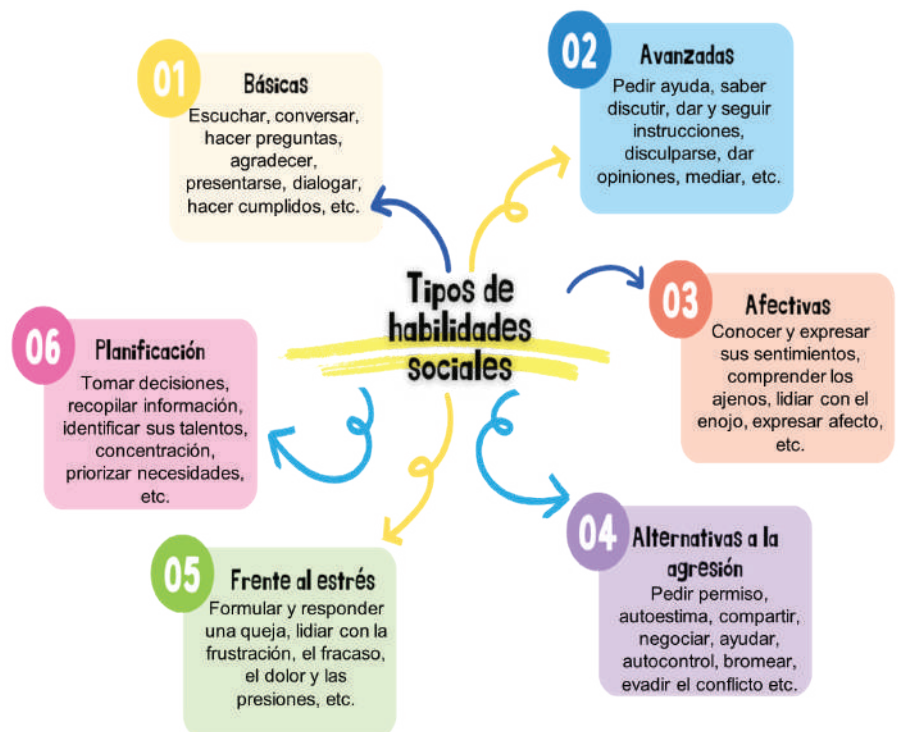 Tipos de
habilidades
sociales
01
Básicas
Escuchar, conversar,
hacer preguntas,
agradecer,
presentarse, dialogar,
hacer cumplidos, etc.
02
Avanzadas
Pedir ayuda, saber
discutir, dar y seguir
instrucciones,
disculparse, dar
opiniones, mediar, etc.
03
Afectivas
Conocer y expresar
sus sentimientos,
comprender los
ajenos, lidiar con el
enojo, expresar afecto,
etc.
04
Alternativas a la
agresión
Pedir permiso,
autoestima, compartir,
negociar, ayudar,
autocontrol, bromear,
evadir el conflicto etc.
05
Frente al estrés
Formular y responder
una queja, lidiar con la
frustración, el fracaso,
el dolor y las
presiones, etc.
06
Planificación
Tomar decisiones,
recopilar información,
identificar sus talentos,
concentración,
priorizar necesidades,
etc.